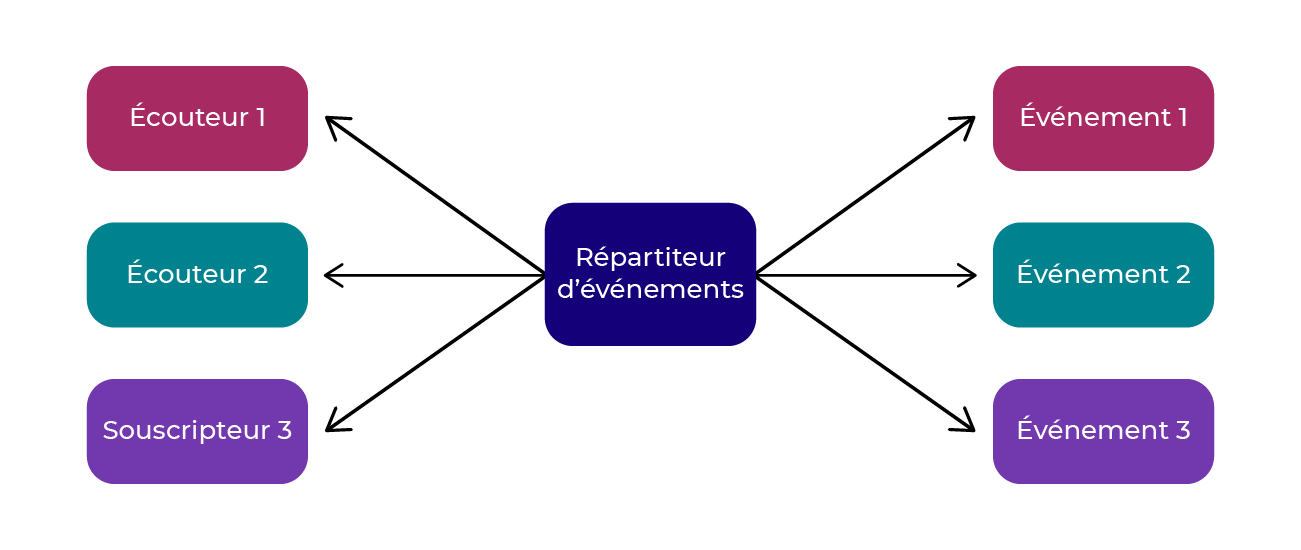 Écouteur 1
Événement 1
Répartiteur
d’événements
Écouteur 2
Événement 2
Souscripteur 3
Événement 3